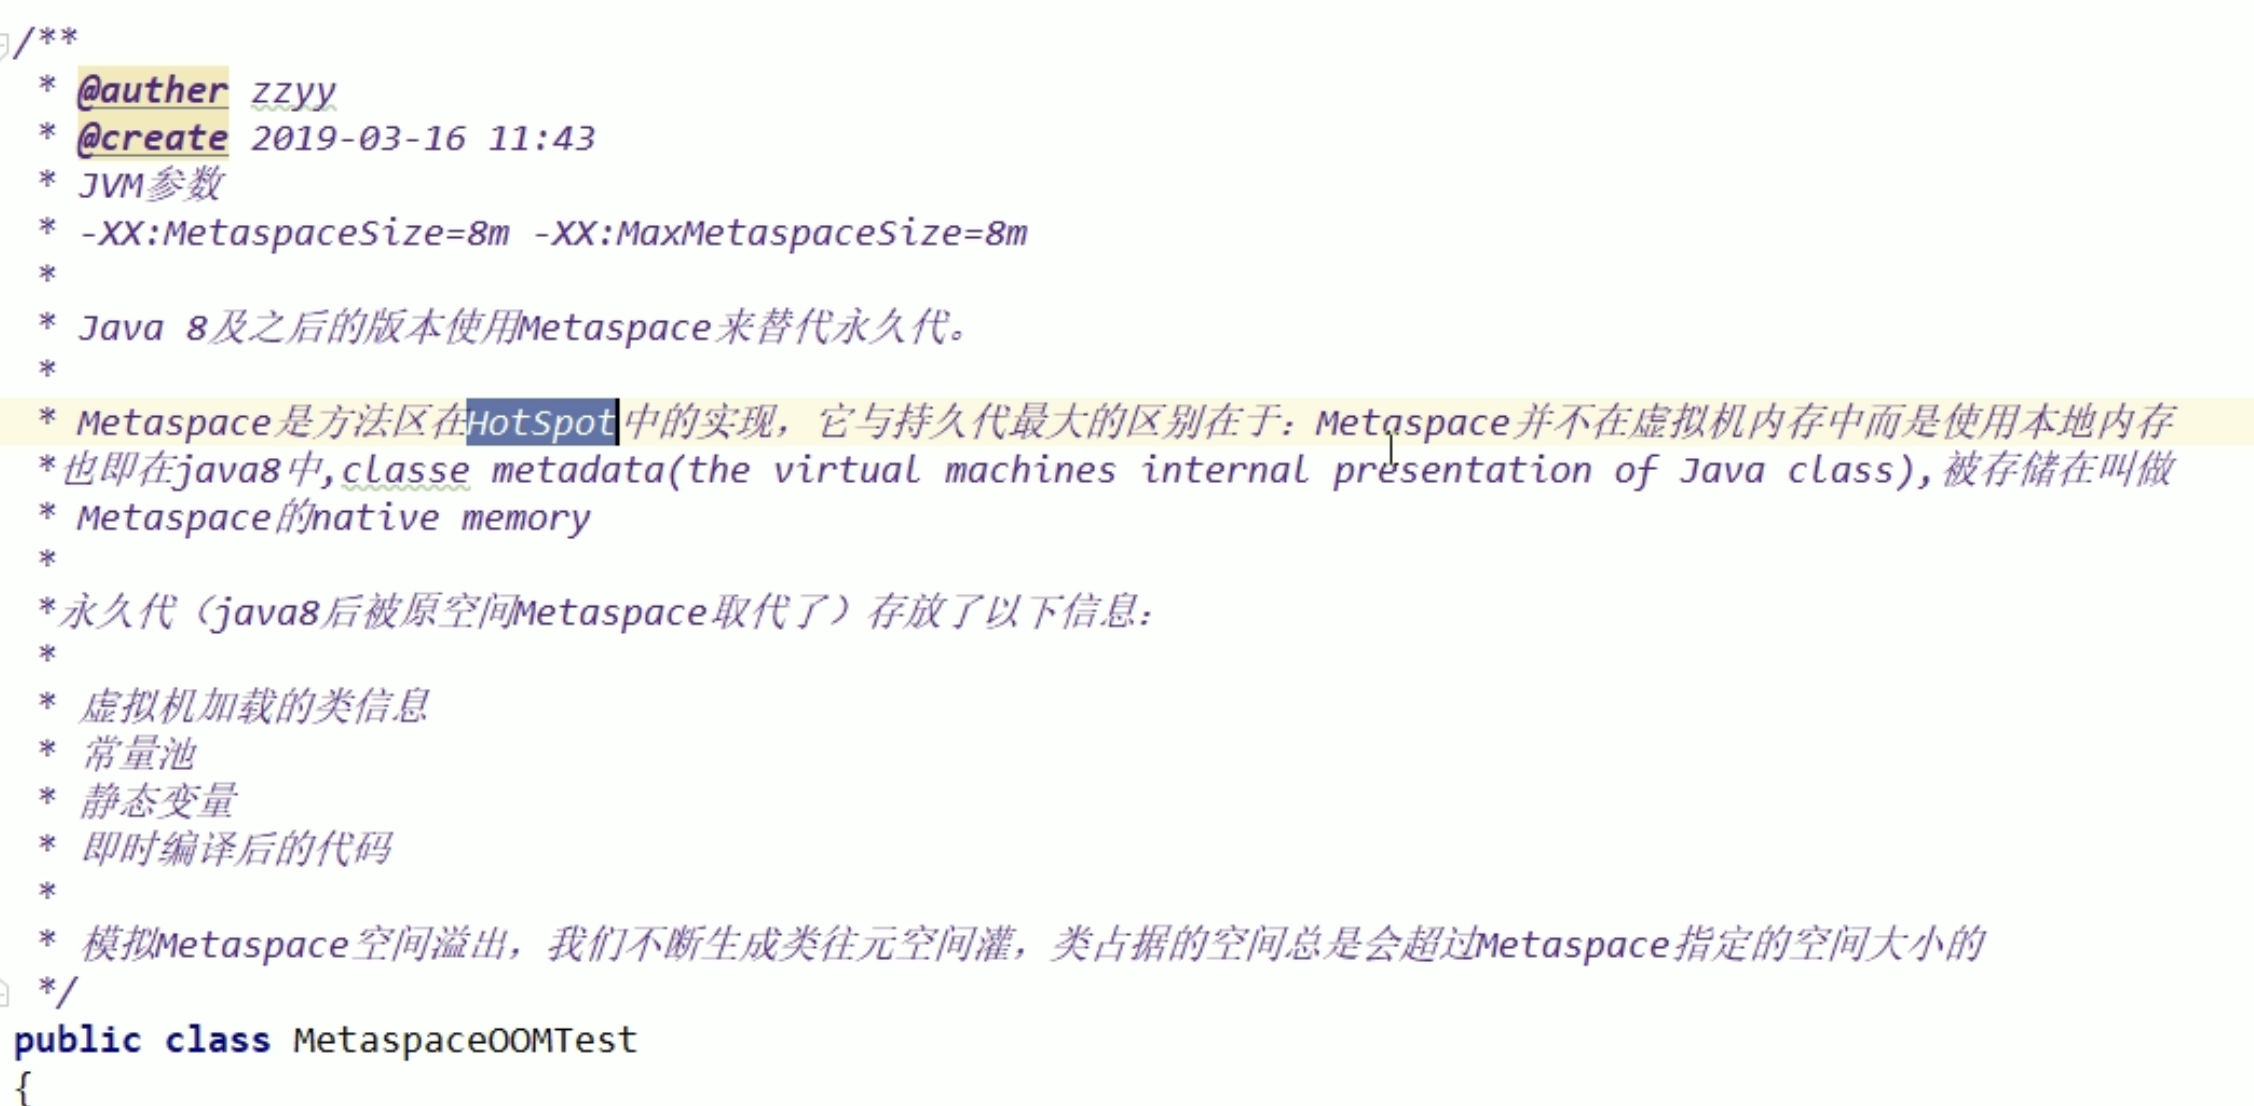 /**
* @auther zzyy
* @create 2019-03-16 11:43
* JVM参数
* -XX:MetaspaceSize=8m -XX:MaxMetaspaceSize=8m
*
* Java 8及之后的版本使用Metaspace来替代永久代。
*
* Metaspace是方法区在HotSpot中的实现，它与持久代最大的区别在于：Metaspace并不在虚拟机内存中而是使用本地内存
*也即在java8中,classe metadata(the virtual machines internal presentation of Java class),被存储在叫做
* Metaspace的native memory
*
*永久代（java8后被原空间Metaspace取代了）存放了以下信息：
*
* 虚拟机加载的类信息
* 常量池
* 静态变量
* 即时编译后的代码
*
* 模拟Metaspace空间溢出，我们不断生成类往元空间灌，类占据的空间总是会超过Metaspace指定的空间大小的
*/
public class MetaspaceOOMTest
{